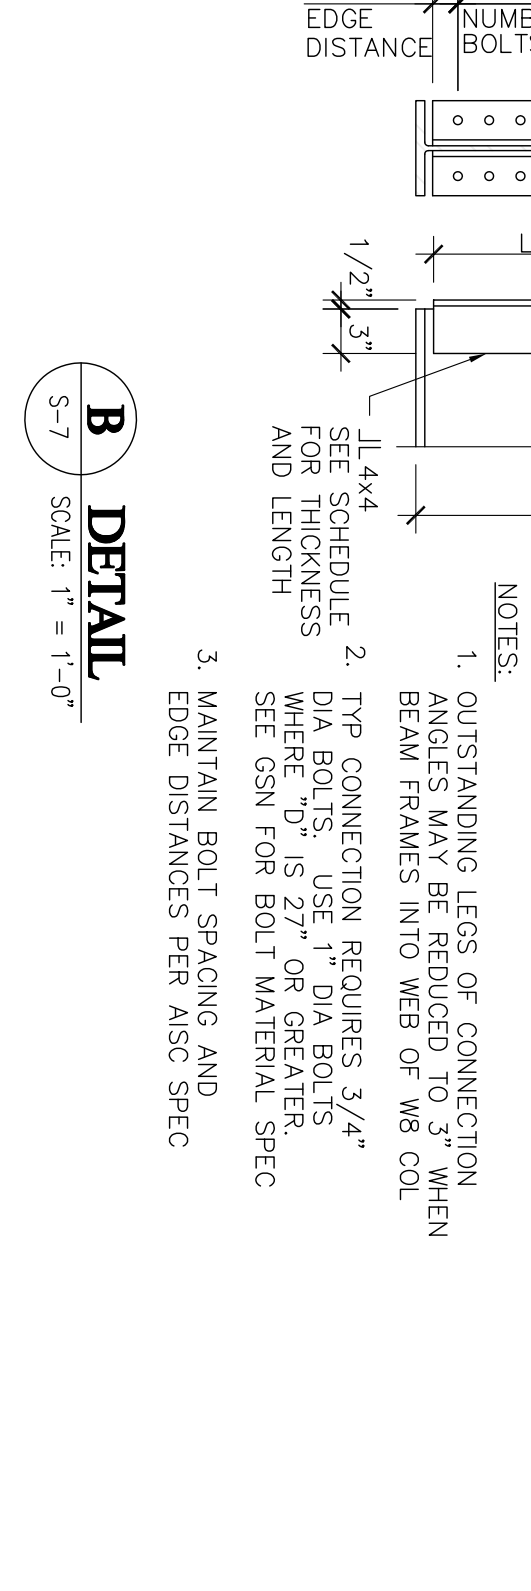 EDGE
DISTANCE
1/2"
3"
⅃L 4x4
SEE SCHEDULE
FOR THICKNESS
AND LENGTH
NOTES:
1. OUTSTANDING LEGS OF CONNECTION
ANGLES MAY BE REDUCED TO 3" WHEN
BEAM FRAMES INTO WEB OF W8 COL
2. TYP CONNECTION REQUIRES 3/4"
DIA BOLTS. USE 1" DIA BOLTS
WHERE "D" IS 27" OR GREATER.
SEE GSN FOR BOLT MATERIAL SPEC
3. MAINTAIN BOLT SPACING AND
EDGE DISTANCES PER AISC SPEC
B DETAIL
S-7 SCALE: 1" = 1'-0"